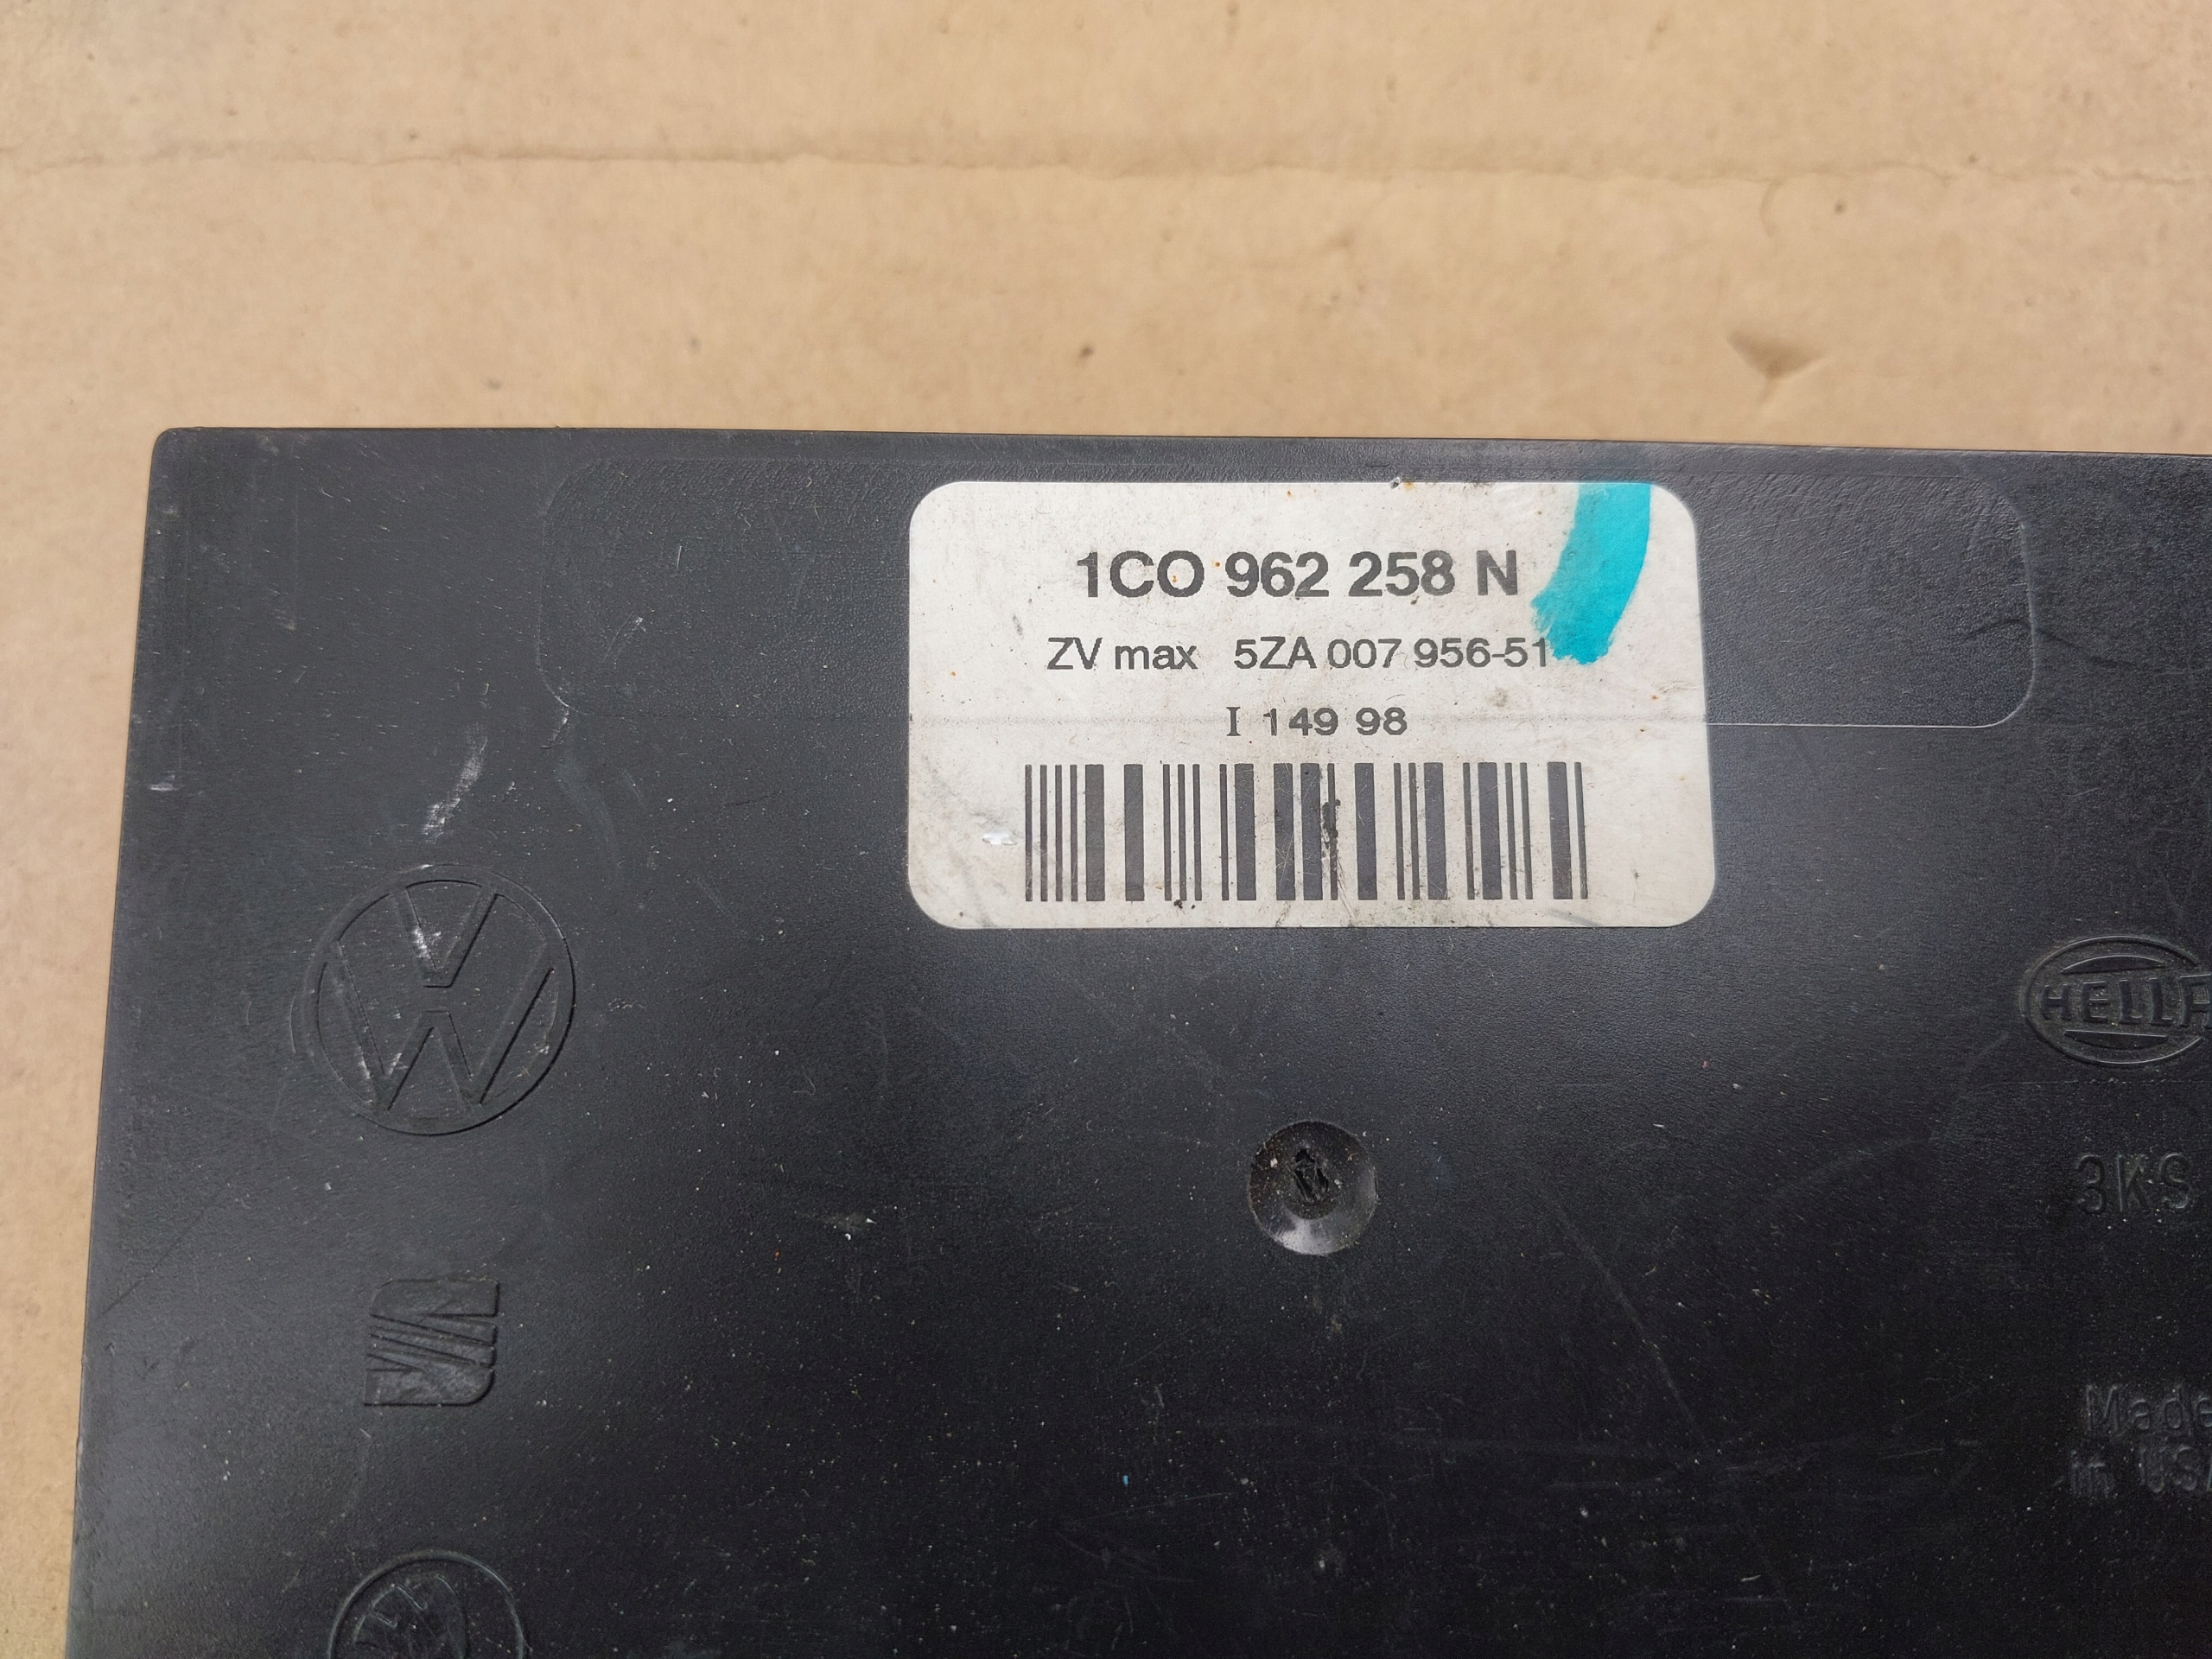 1CO 962 258 N
ZV max 5ZA 007 956-51
I 149 98
HELLA
3KS
Made
in USA